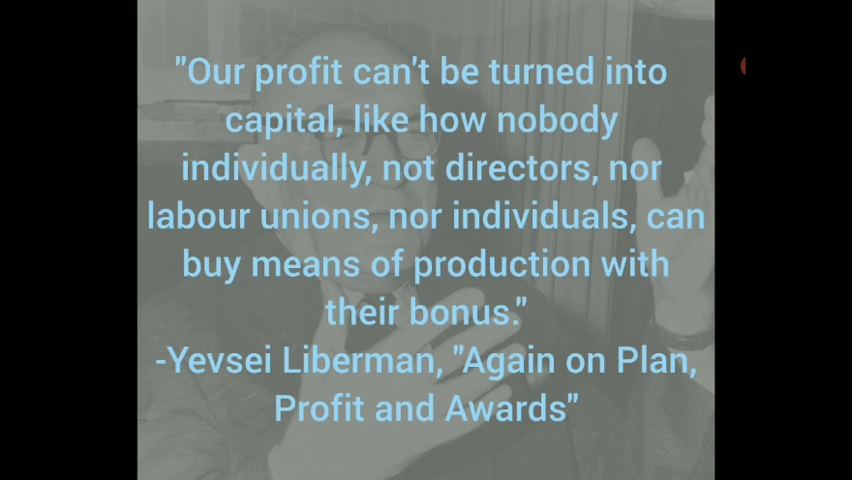 "Our profit can't be turned into
capital, like how nobody
individually, not directors, nor
labour unions, nor individuals, can
buy means of production with
their bonus."
-Yevsei Liberman, "Again on Plan,
Profit and Awards"